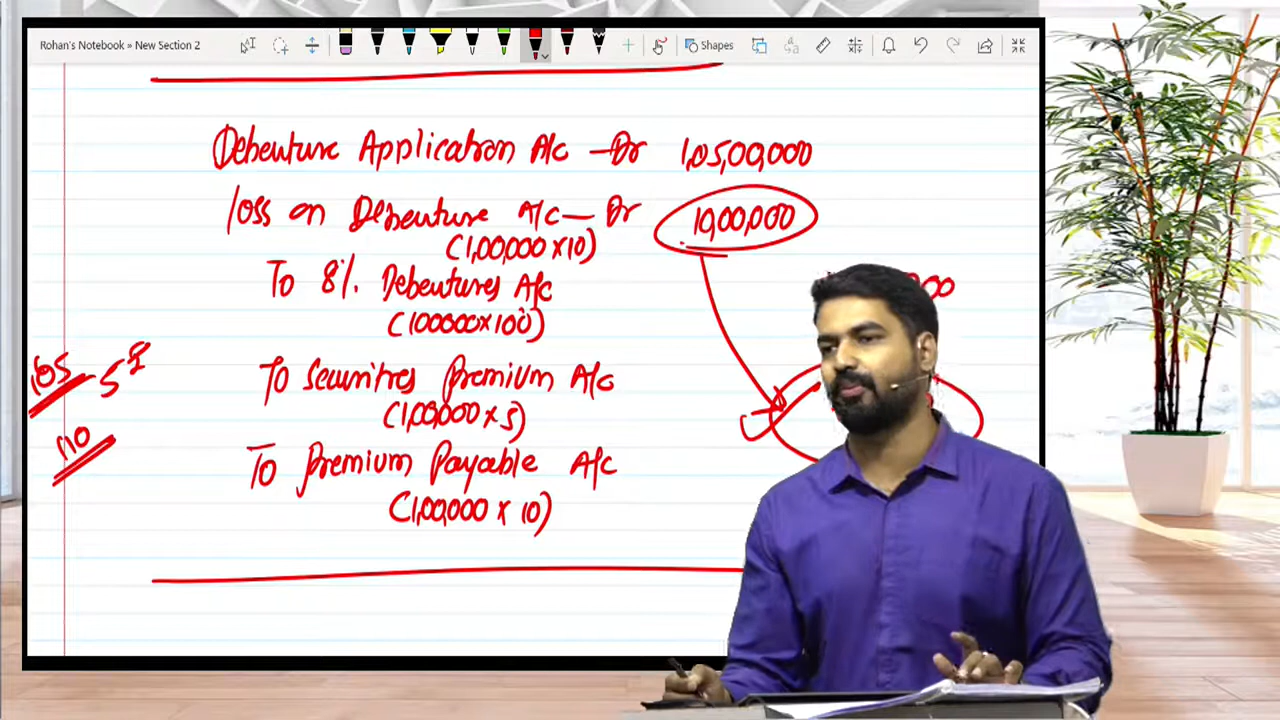 Rohan's Notebook » New Section 2
Shapes
Debenture Application A/c — Dr 1,05,00,000
loss on Debenture A/c — Dr 10,00,000
(1,00,000 x 10)
To 8%. Debentures A/c
(100000 x 100)
105 - 5
To Securities Premium A/c
(1,00,000 x 5)
110
To Premium Payable A/c
(1,00,000 x 10)